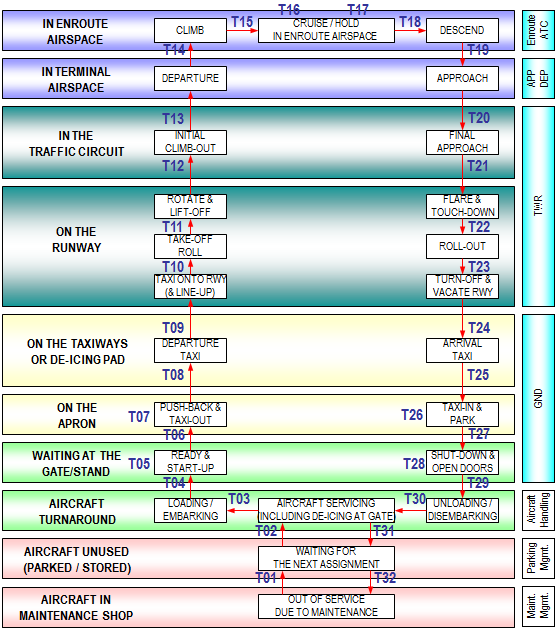 T16
T17
IN ENROUTE
AIRSPACE
CLIMB
T15
CRUISE / HOLD
IN ENROUTE AIRSPACE
T18
DESCEND
Enroute
ATC
T14
T19
IN TERMINAL
AIRSPACE
DEPARTURE
APPROACH
APP
DEP
T13
T20
IN THE
TRAFFIC CIRCUIT
INITIAL
CLIMB-OUT
FINAL
APPROACH
T12
T21
TWR
ON THE
RUNWAY
ROTATE &
LIFT-OFF
FLARE &
TOUCH-DOWN
T11
T22
TAKE-OFF
ROLL
ROLL-OUT
T10
T23
TAXI ONTO RWY
(& LINE-UP)
TURN-OFF &
VACATE RWY
T09
T24
ON THE TAXIWAYS
OR DE-ICING PAD
DEPARTURE
TAXI
ARRIVAL
TAXI
T08
T25
GND
ON THE
APRON
T07
PUSH-BACK &
TAXI-OUT
T26
TAXI-IN &
PARK
T06
T27
WAITING AT THE
GATE/STAND
T05
READY &
START-UP
T28
SHUT-DOWN &
OPEN DOORS
T04
T29
AIRCRAFT
TURNAROUND
LOADING /
EMBARKING
T03
AIRCRAFT SERVICING
(INCLUDING DE-ICING AT GATE)
T30
UNLOADING /
DISEMBARKING
Aircraft
Handling
T02
T31
AIRCRAFT UNUSED
(PARKED / STORED)
WAITING FOR
THE NEXT ASSIGNMENT
Parking
Mgmt.
T01
T32
AIRCRAFT IN
MAINTENANCE SHOP
OUT OF SERVICE
DUE TO MAINTENANCE
Maint.
Mgmt.